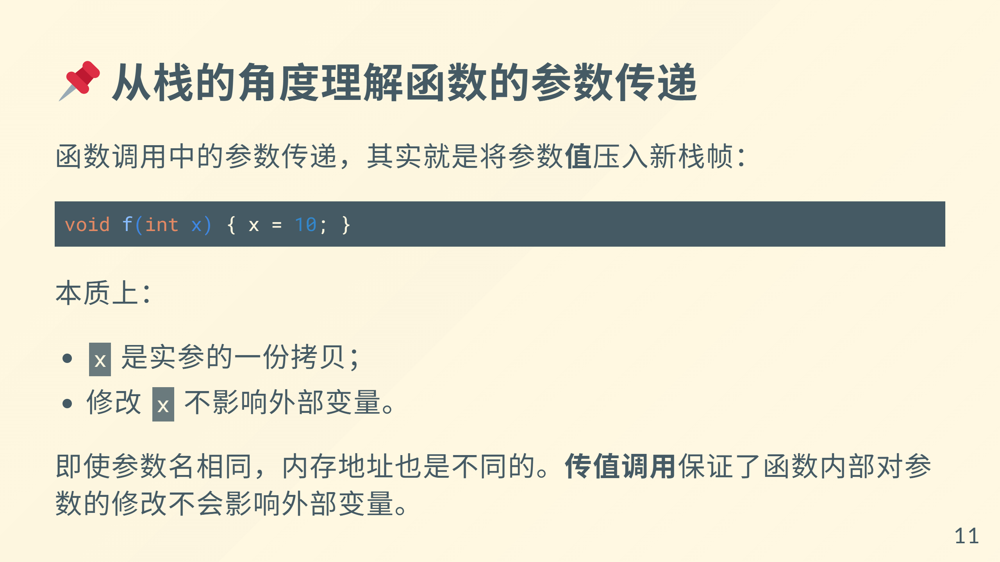 📌 从栈的角度理解函数的参数传递
函数调用中的参数传递，其实就是将参数值压入新栈帧：
void f(int x) { x = 10; }
本质上：
• x 是实参的一份拷贝；
• 修改 x 不影响外部变量。
即使参数名相同，内存地址也是不同的。传值调用保证了函数内部对参
数的修改不会影响外部变量。
11